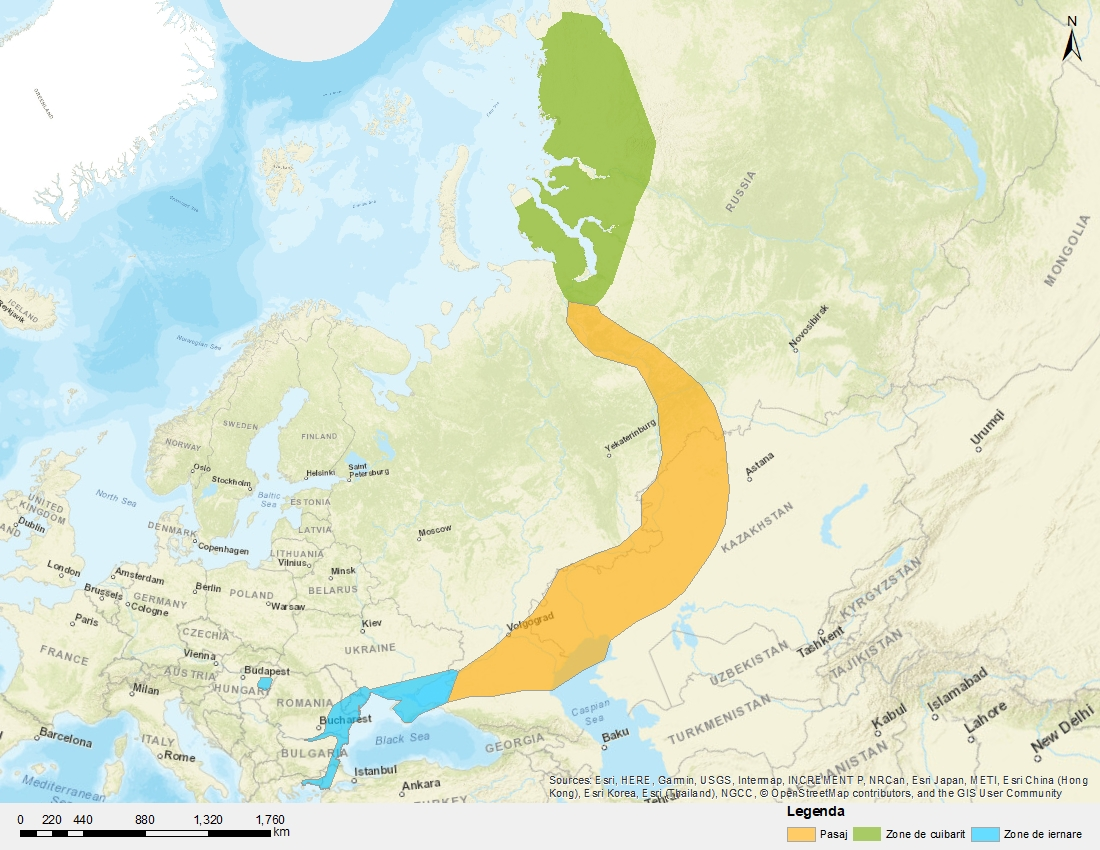 N
GREENLAND
RUSSIA
MONGOLIA
ICELAND
Reykjavik
Norwegian Sea
Novosibirsk
Urumqi
SWEDEN
FINLAND
NORWAY
Yekaterinburg
Oslo
Helsinki
Saint
Petersburg
Astana
Stockholm
North Sea
Baltic
Sea
ESTONIA
UNITED
KINGDOM
DENMARK
LATVIA
Moscow
KAZAKHSTAN
AND
Dublin
Copenhagen
LITHUANIA
Vilnius
London
Amsterdam
Minsk
Brussels
Berlin
BELARUS
KYRGYZSTAN
GERMANY
POLAND
Cologne
Warsaw
Paris
Volgograd
Kiev
CZECHIA
Tashkent
TAJIKISTAN
FRANCE
Vienna
UKRAINE
UZBEKISTAN
AUSTRIA
Budapest
HUNGARY
Milan
ROMANIA
Islamabad
Bucharest
Caspian
Sea
TURKMENISTAN
Kabul
Lahore
New Delhi
Barcelona
ITALY
Rome
BULGARIA
Black Sea
GEORGIA
Baku
Istanbul
Ankara
Mediterranean
TURKEY
Tehran
Sources: Esri, HERE, Garmin, USGS, Intermap, INCREMENT P, NRCan, Esri Japan, METI, Esri China (Hong
Kong), Esri Korea, Esri (Thailand), NGCC, © OpenStreetMap contributors, and the GIS User Community
Legenda
0 220 440 880 1,320 1,760
km
Pasaj Zone de cuibarit Zone de iernare